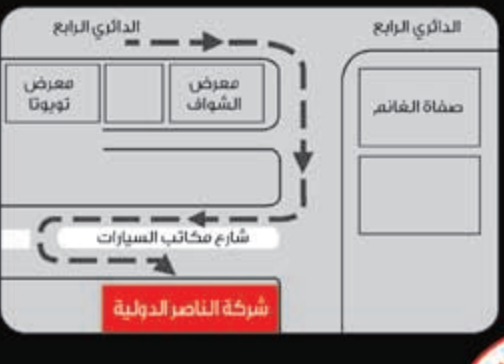 الدائري الرابع
الدائري الرابع
معرض
الشواف
معرض
تويوتا
صفاة الغانم
شارع مكاتب السيارات
شركة الناصر الدولية